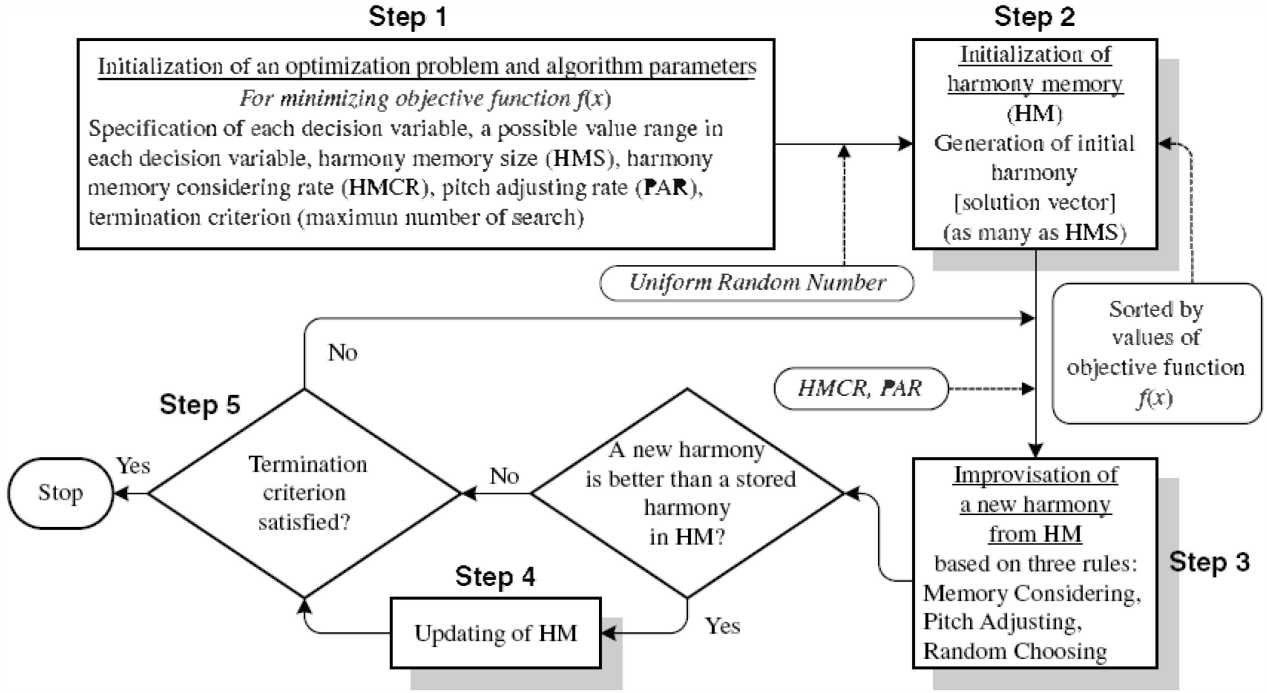 Step 1
Initialization of an optimization problem and algorithm parameters
For minimizing objective function f(x)
Specification of each decision variable, a possible value range in
each decision variable, harmony memory size (HMS), harmony
memory considering rate (HMCR), pitch adjusting rate (PAR),
termination criterion (maximun number of search)
Step 2
Initialization of
harmony memory
(HM)
Generation of initial
harmony
[solution vector]
(as many as HMS)
Uniform Random Number
Sorted by
values of
objective function
f(x)
HMCR, PAR
Improvisation of
a new harmony
from HM
based on three rules:
Memory Considering,
Pitch Adjusting,
Random Choosing
Step 3
A new harmony
is better than a stored
harmony
in HM?
No
Yes
Step 4
Updating of HM
Step 5
Termination
criterion
satisfied?
No
Yes
Stop